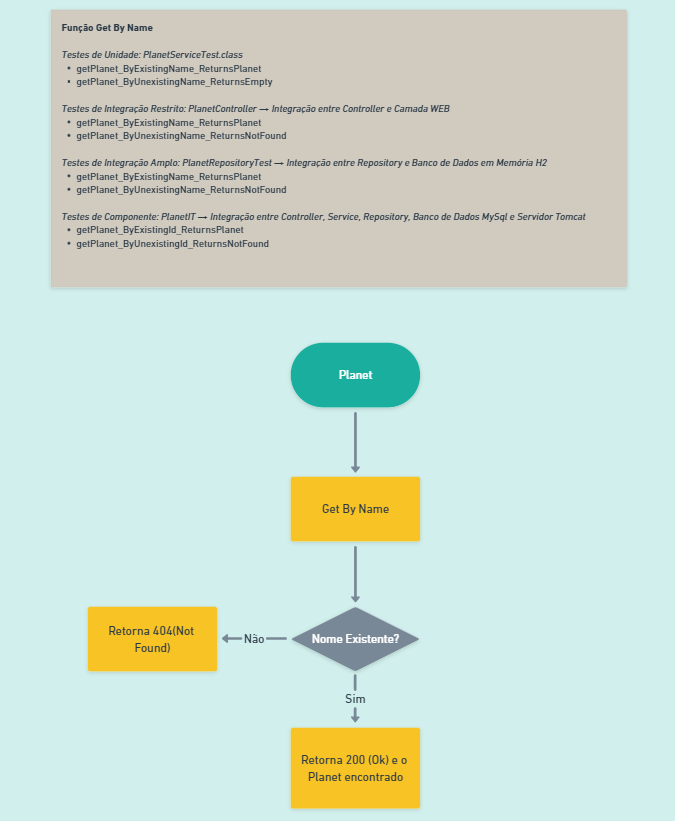 Função Get By Name
Testes de Unidade: PlanetServiceTest.class
• getPlanet_ByExistingName_ReturnsPlanet
• getPlanet_ByUnexistingName_ReturnsEmpty
Testes de Integração Restrito: PlanetController → Integração entre Controller e Camada WEB
• getPlanet_ByExistingName_ReturnsPlanet
• getPlanet_ByUnexistingName_ReturnsNotFound
Testes de Integração Amplo: PlanetRepositoryTest → Integração entre Repository e Banco de Dados em Memória H2
• getPlanet_ByExistingName_ReturnsPlanet
• getPlanet_ByUnexistingName_ReturnsNotFound
Testes de Componente: PlanetIT → Integração entre Controller, Service, Repository, Banco de Dados MySql e Servidor Tomcat
• getPlanet_ByExistingId_ReturnsPlanet
• getPlanet_ByUnexistingId_ReturnsNotFound
Planet
Get By Name
Nome Existente?
Não
Retorna 404(Not
Found)
Sim
Retorna 200 (Ok) e o
Planet encontrado